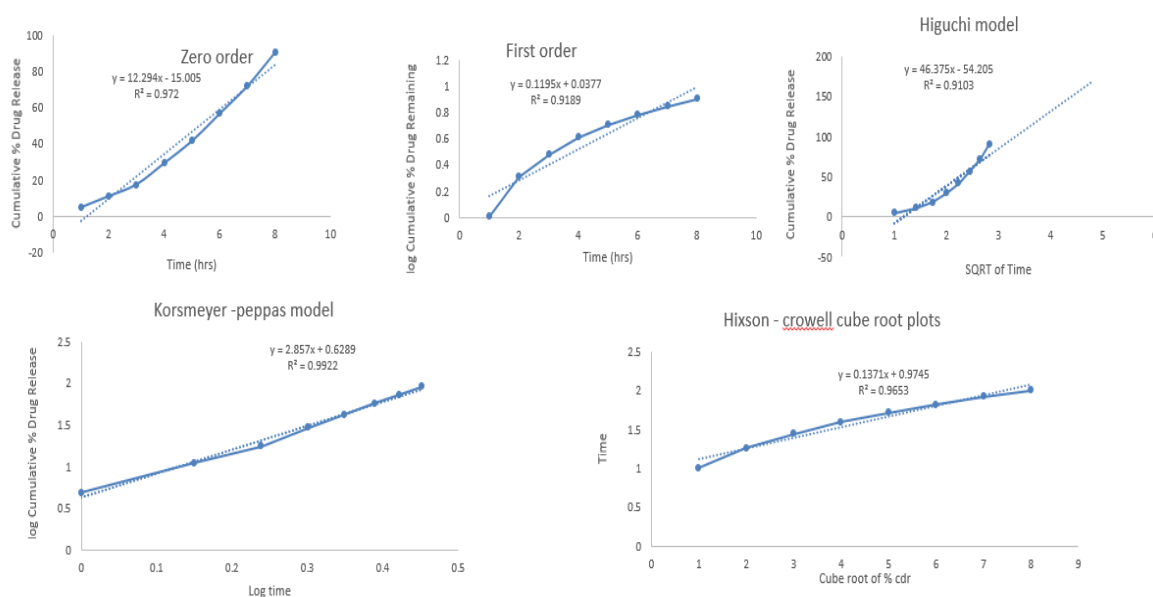 Zero order
y = 12.294x - 15.005
R² = 0.972
Cumulative % Drug Release
100
80
60
40
20
0
-20
0
2
4
6
8
10
Time (hrs)
First order
y = 0.1195x + 0.0377
R² = 0.9189
log Cumulative % Drug Remaining
1.2
1
0.8
0.6
0.4
0.2
0
0
2
4
6
8
10
Time (hrs)
Higuchi model
y = 46.375x - 54.205
R² = 0.9103
Cumulative % Drug Release
200
150
100
50
0
-50
0
1
2
3
4
5
SQRT of Time
Korsmeyer -peppas model
y = 2.857x + 0.6289
R² = 0.9922
log Cumulative % Drug Release
2.5
2
1.5
1
0.5
0
0
0.1
0.2
0.3
0.4
0.5
Log time
Hixson - crowell cube root plots
y = 0.1371x + 0.9745
R² = 0.9653
Time
2.5
2
1.5
1
0.5
0
0
1
2
3
4
5
6
7
8
9
Cube root of % cdr